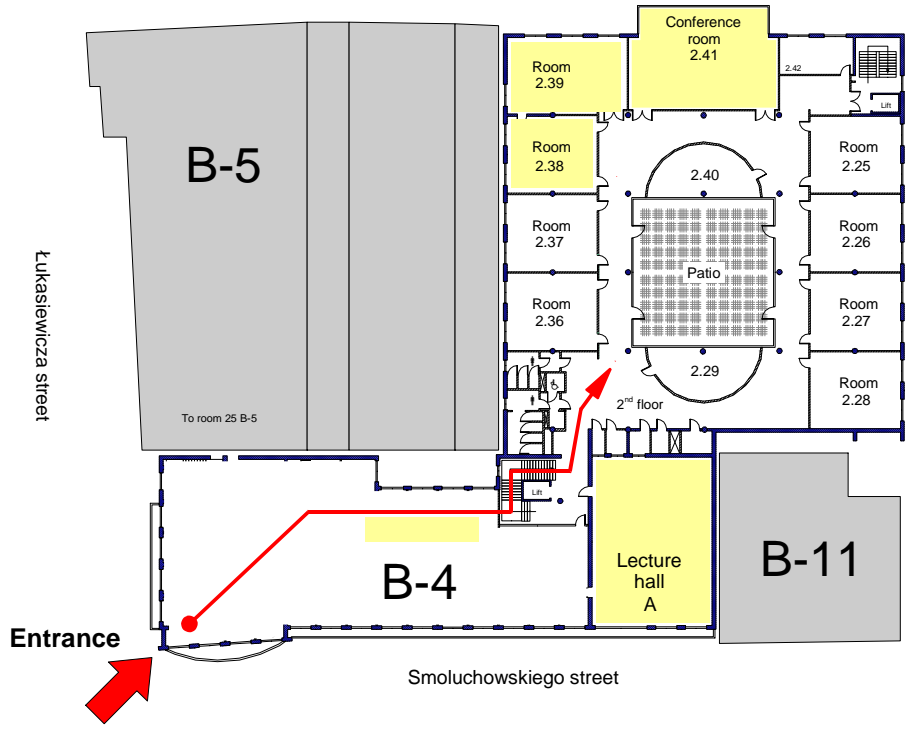 Conference
room
2.41
Room
2.39
2.42
Lift
B-5
Room
2.38
2.40
Room
2.25
Room
2.37
Room
2.26
Łukasiewicza street
Patio
Room
2.36
Room
2.27
2.29
Room
2.28
2nd floor
To room 25 B-5
Lift
Lecture
hall
A
B-4
B-11
Entrance
Smoluchowskiego street